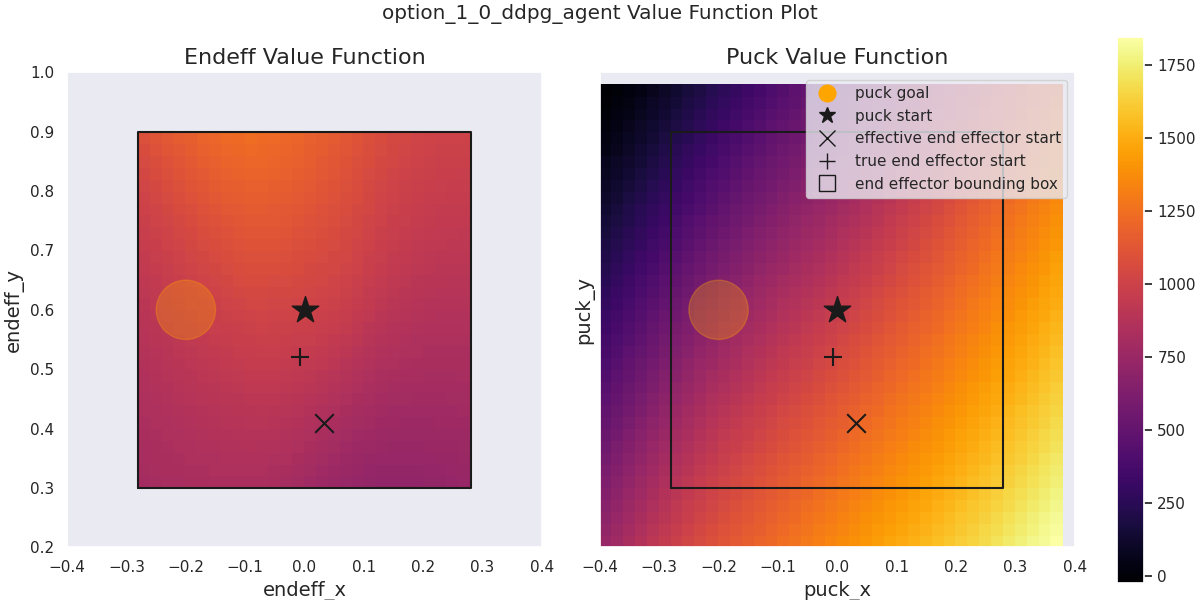 option_1_0_ddpg_agent Value Function Plot
Endeff Value Function
Puck Value Function
1.0
0.9
0.8
0.7
0.6
0.5
0.4
0.3
0.2
endeff_y
−0.4 −0.3 −0.2 −0.1 0.0 0.1 0.2 0.3 0.4
endeff_x
puck_y
puck goal
puck start
effective end effector start
true end effector start
end effector bounding box
−0.4 −0.3 −0.2 −0.1 0.0 0.1 0.2 0.3 0.4
puck_x
1750
1500
1250
1000
750
500
250
0